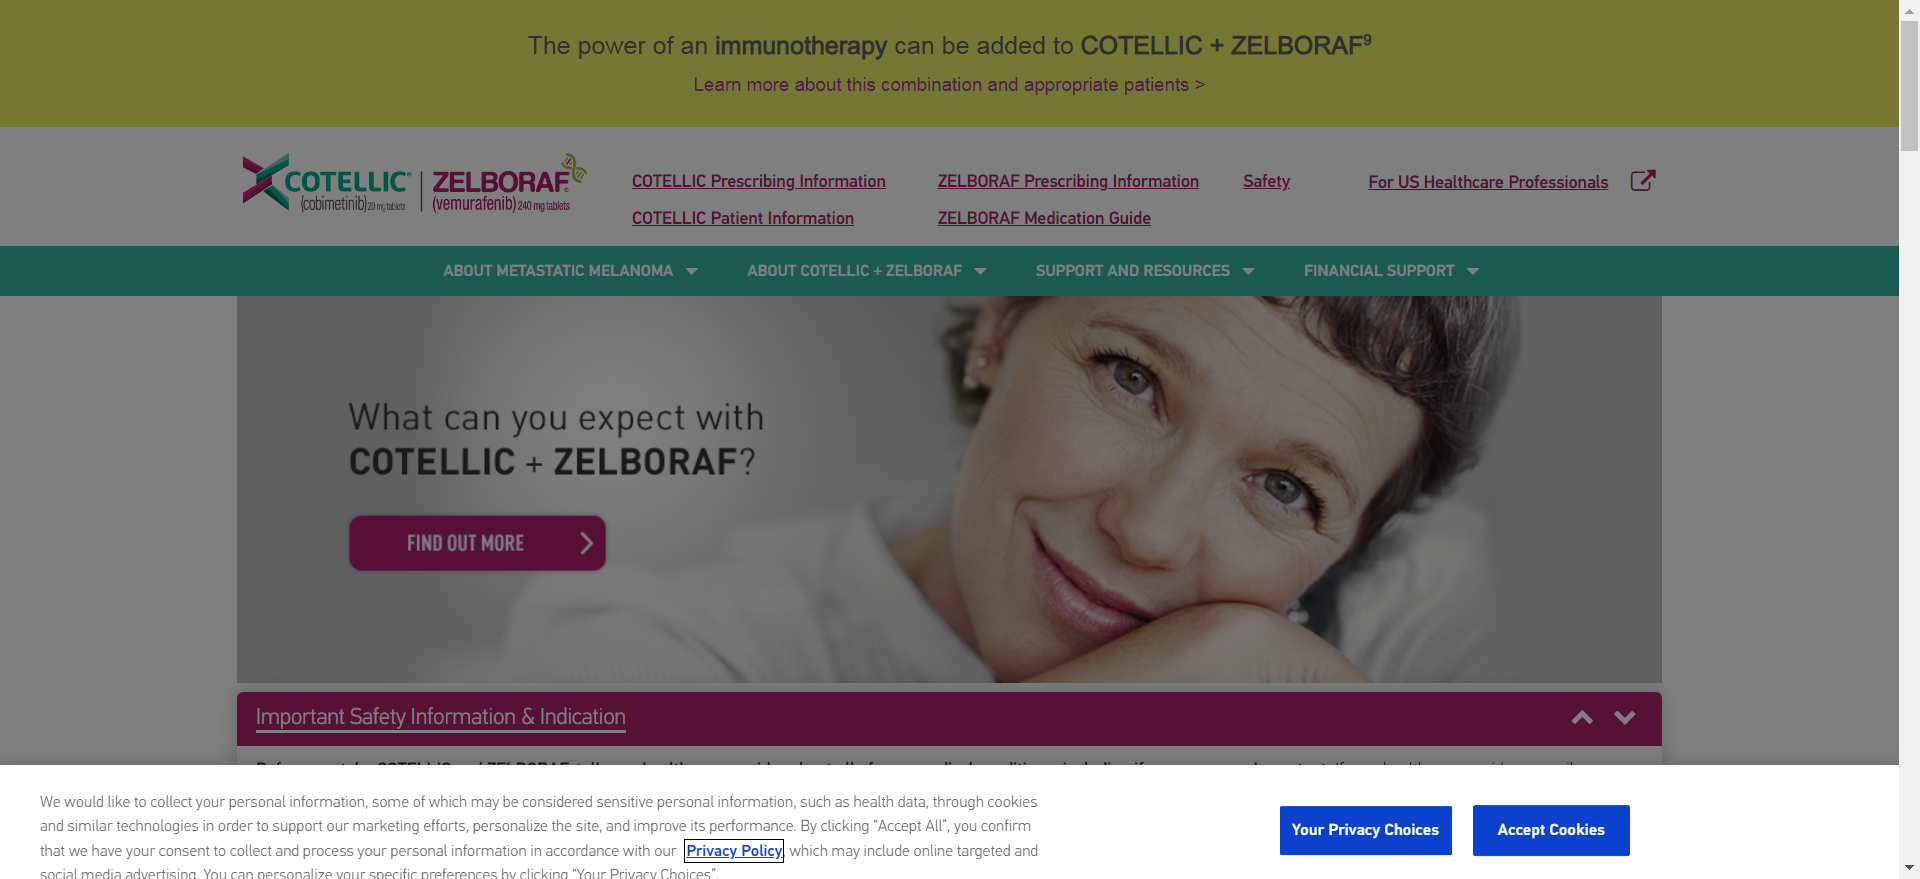 The power of an immunotherapy can be added to COTELLIC + ZELBORAF9
Learn more about this combination and appropriate patients >
COTELLIC® | ZELBORAF®
(cobimetinib) 20 mg tablets (vemurafenib) 240 mg tablets
COTELLIC Prescribing Information ZELBORAF Prescribing Information Safety For US Healthcare Professionals
COTELLIC Patient Information ZELBORAF Medication Guide
ABOUT METASTATIC MELANOMA ABOUT COTELLIC + ZELBORAF SUPPORT AND RESOURCES FINANCIAL SUPPORT
What can you expect with
COTELLIC + ZELBORAF?
FIND OUT MORE
Important Safety Information & Indication
We would like to collect your personal information, some of which may be considered sensitive personal information, such as health data, through cookies
and similar technologies in order to support our marketing efforts, personalize the site, and improve its performance. By clicking “Accept All”, you confirm
that we have your consent to collect and process your personal information in accordance with our Privacy Policy, which may include online targeted and
social media advertising. You can personalize your specific preferences by clicking “Your Privacy Choices”.
Your Privacy Choices
Accept Cookies